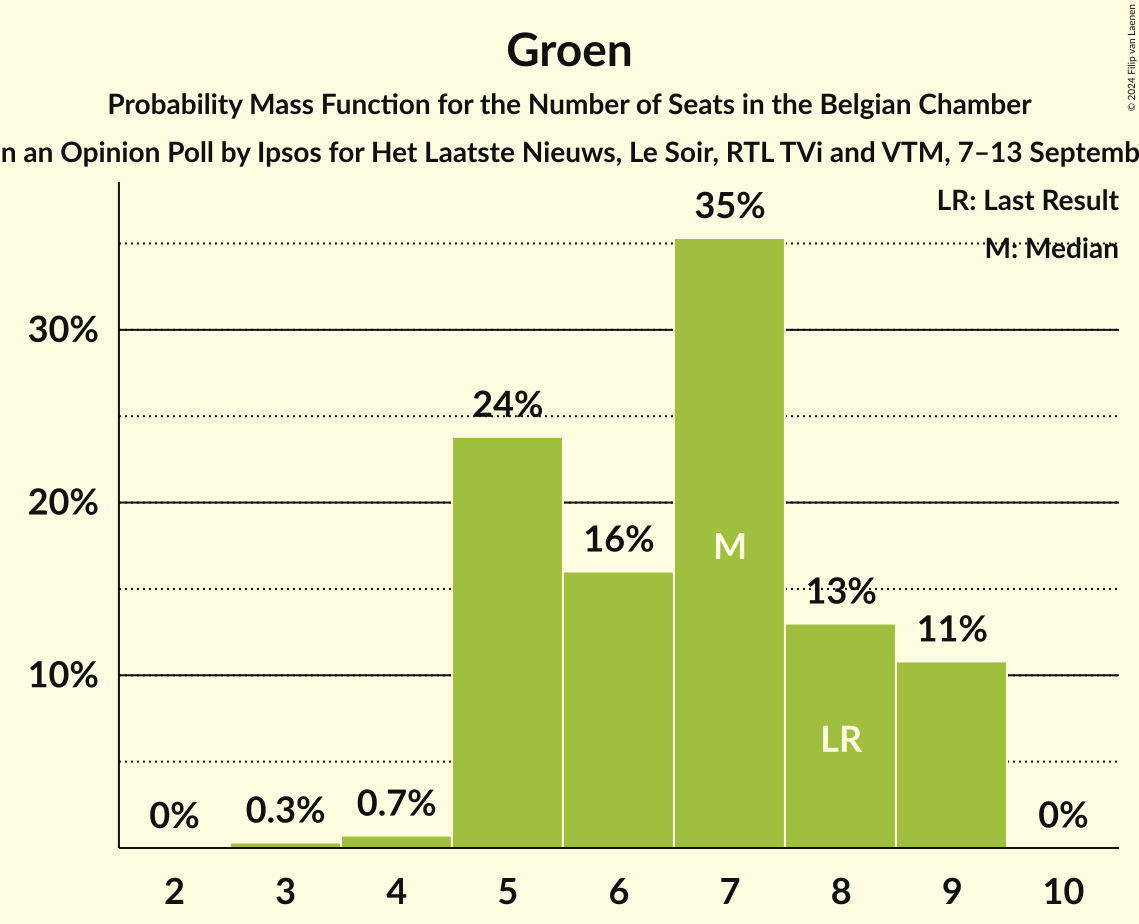 Groen
Probability Mass Function for the Number of Seats in the Belgian Chamber
n an Opinion Poll by Ipsos for Het Laatste Nieuws, Le Soir, RTL TVi and VTM, 7–13 Septemb
© 2024 Filip van Laenen
LR: Last Result
M: Median
35%
30%
24%
20%
16%
M
13%
11%
10%
LR
0%
0.3%
0.7%
0%
2 3 4 5 6 7 8 9 10